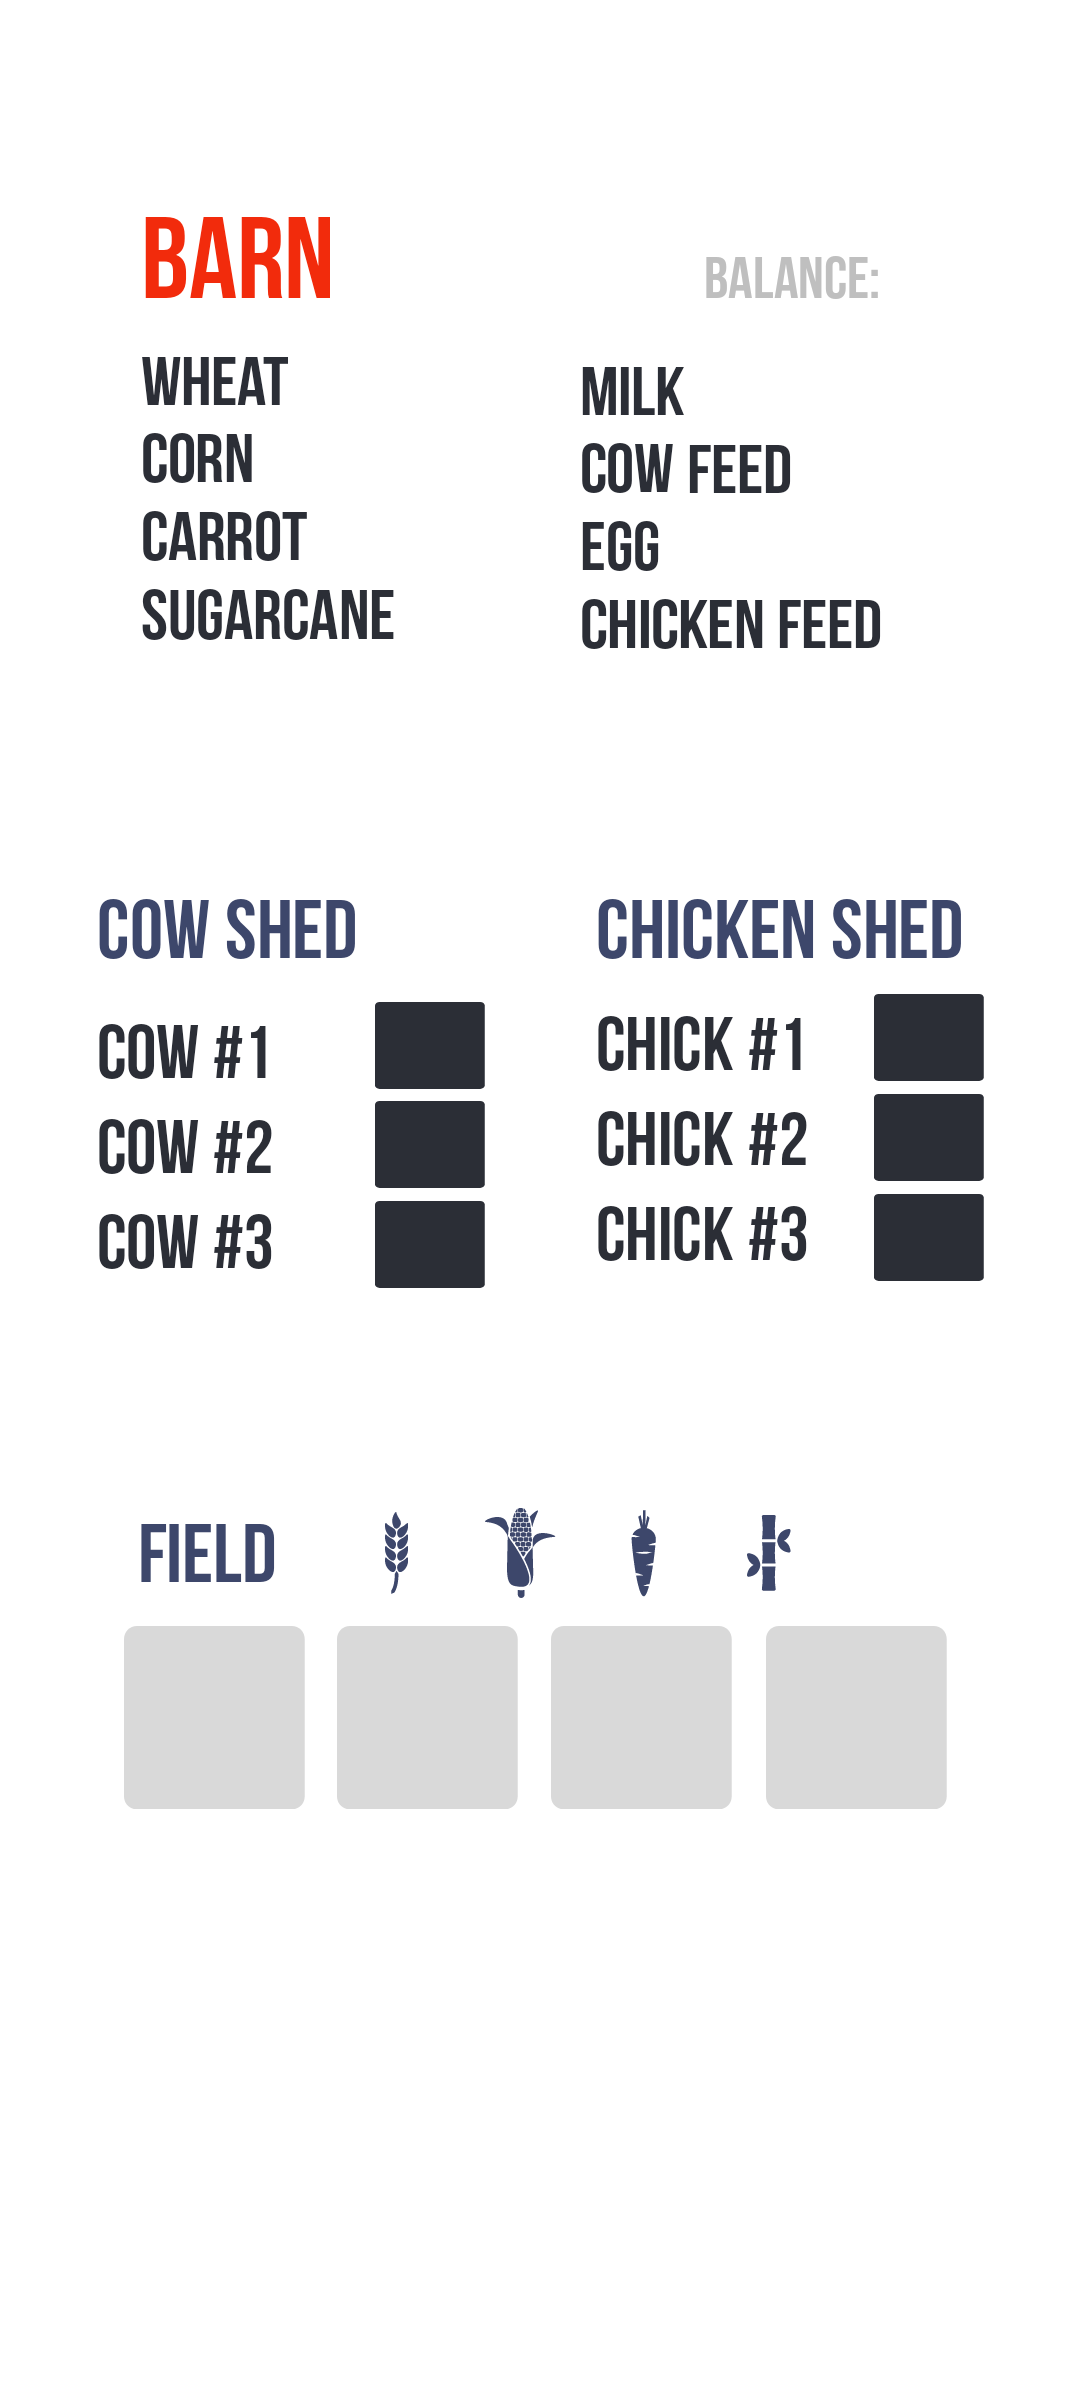 BARN
BALANCE:
WHEAT
CORN
CARROT
SUGARCANE
MILK
COW FEED
EGG
CHICKEN FEED
COW SHED
COW #1
COW #2
COW #3
CHICKEN SHED
CHICK #1
CHICK #2
CHICK #3
FIELD